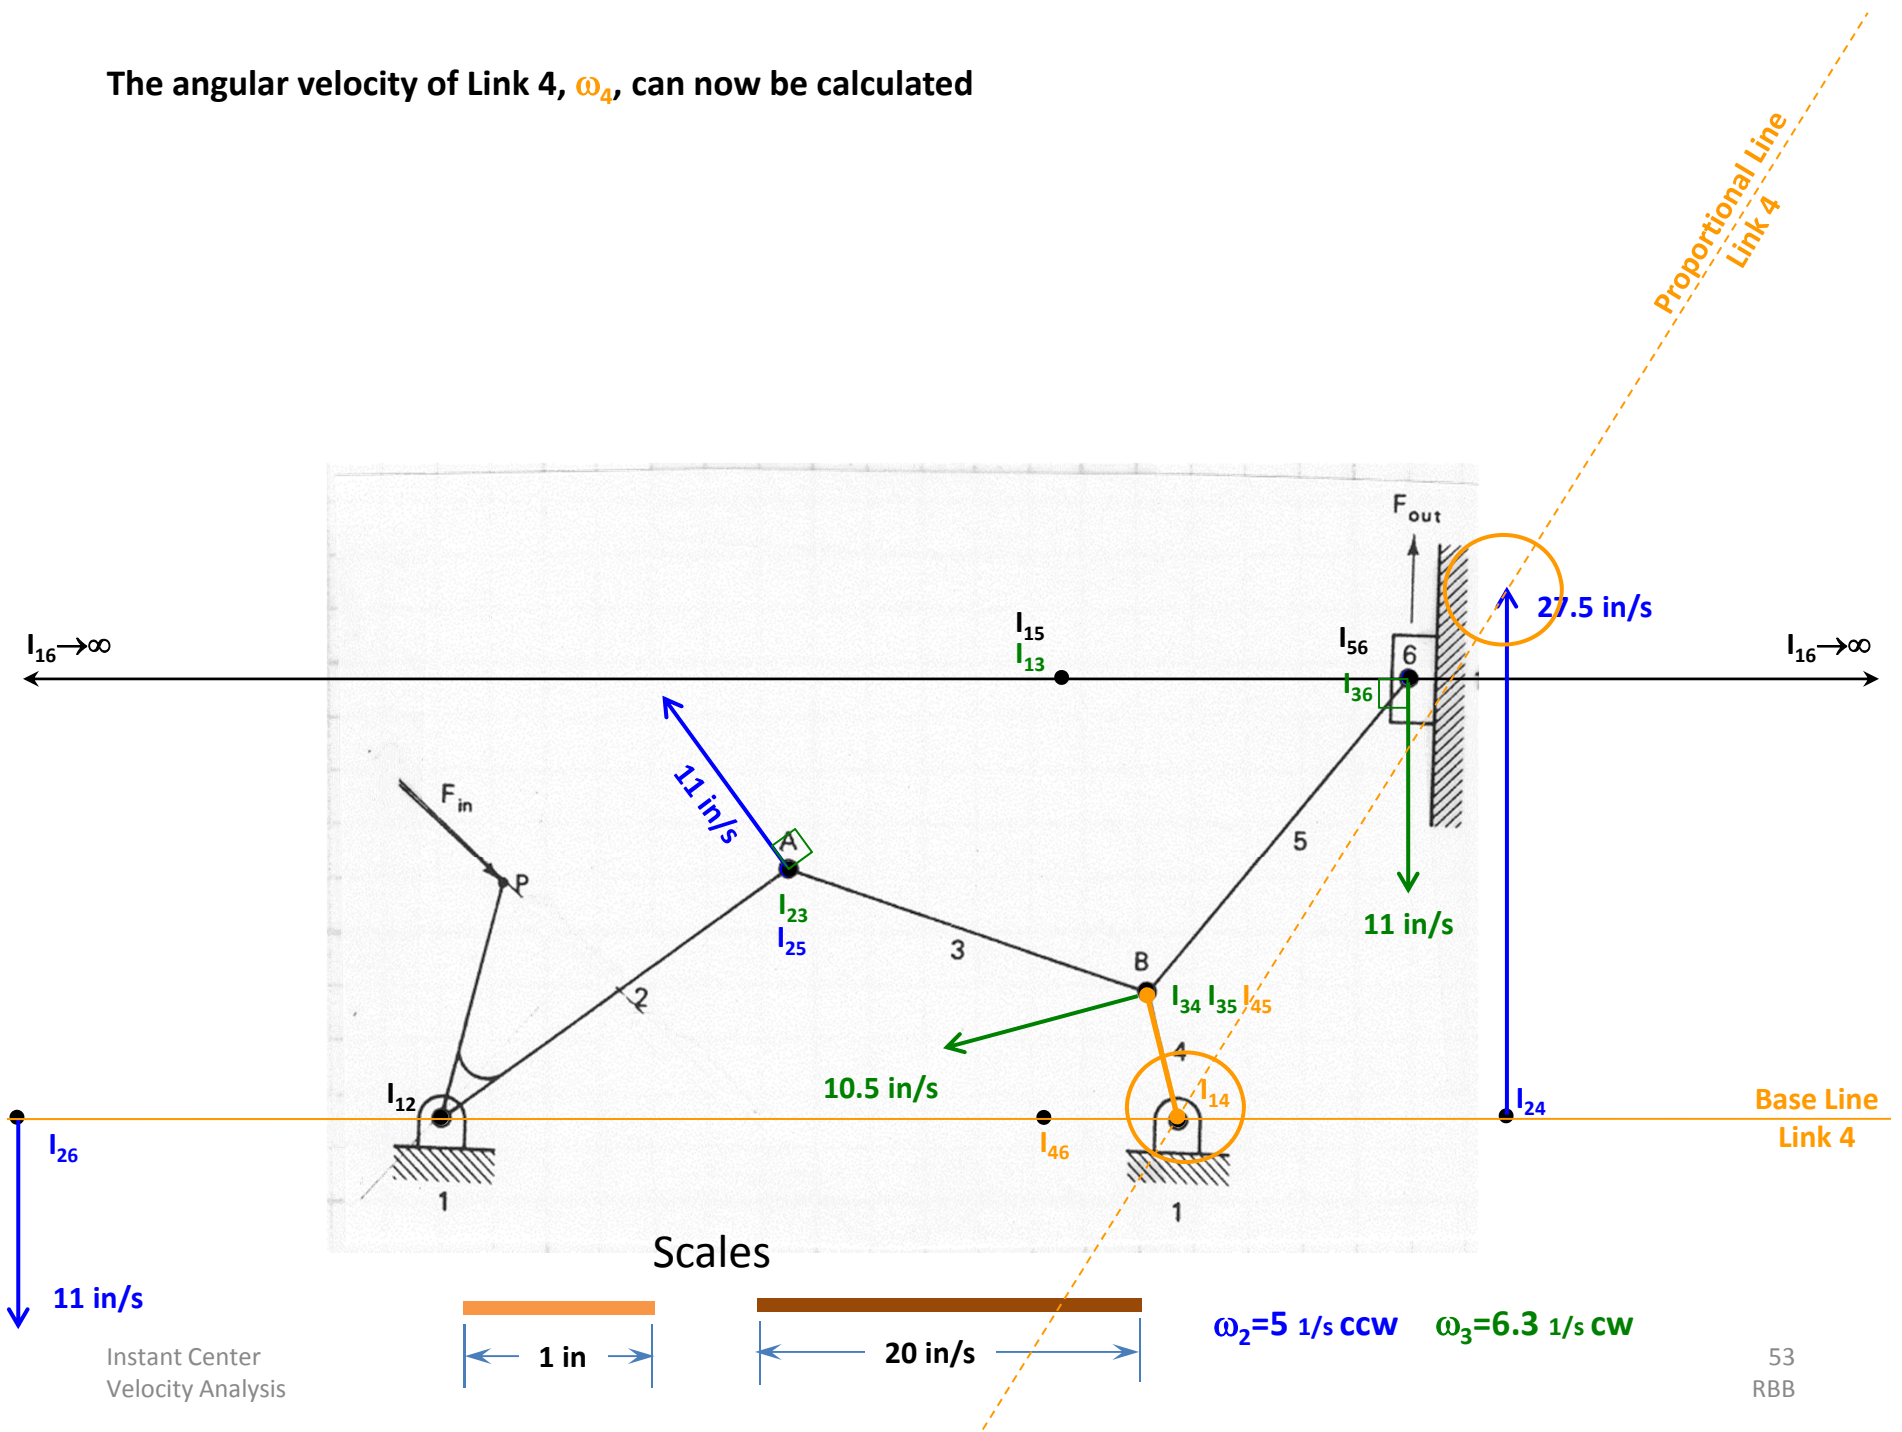 The angular velocity of Link 4, ω₄, can now be calculated
Proportional Line
Link 4
F out
27.5 in/s
I₁₆→∞
I₁₅
I₁₃
I₅₆
6
I₃₆
I₁₆→∞
11 in/s
F in
P
A
I₂₃
I₂₅
5
11 in/s
3
B
2
I₃₄ I₃₅ I₄₅
4
10.5 in/s
I₁₂
I₁₄
I₂₄
Base Line
Link 4
I₂₆
I₄₆
1
1
Scales
11 in/s
1 in
20 in/s
ω₂=5 1/s ccw
ω₃=6.3 1/s cw
Instant Center
Velocity Analysis
53
RBB